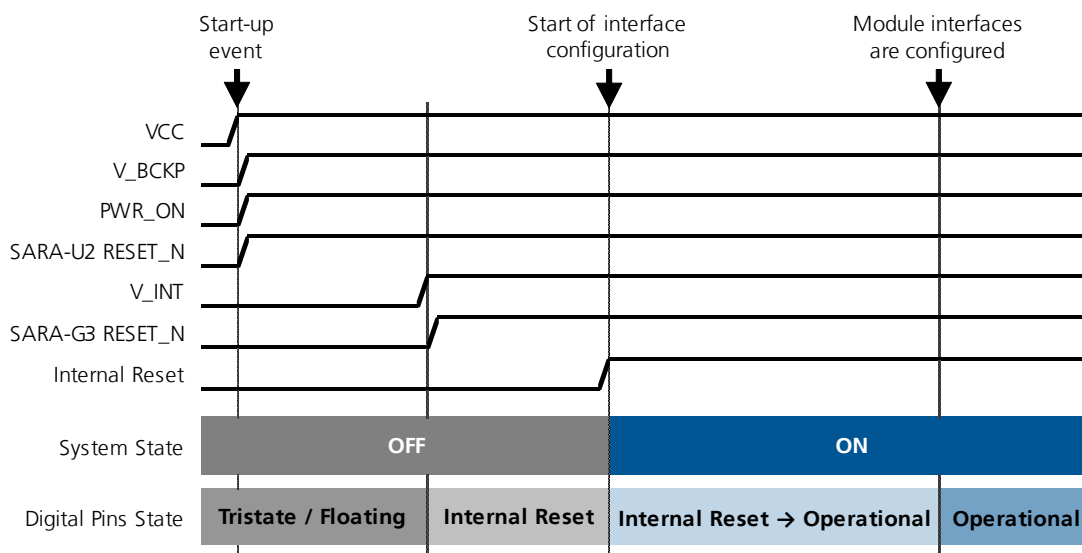 Start-up
event
Start of interface
configuration
Module interfaces
are configured
VCC
V_BCKP
PWR_ON
SARA-U2 RESET_N
V_INT
SARA-G3 RESET_N
Internal Reset
System State
OFF
ON
Digital Pins State
Tristate / Floating
Internal Reset
Internal Reset → Operational
Operational